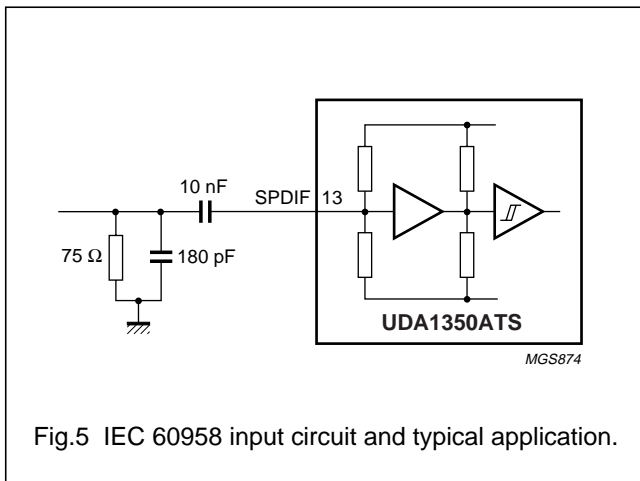 10 nF
SPDIF 13
75 Ω
180 pF
UDA1350ATS
MGS874
Fig.5 IEC 60958 input circuit and typical application.